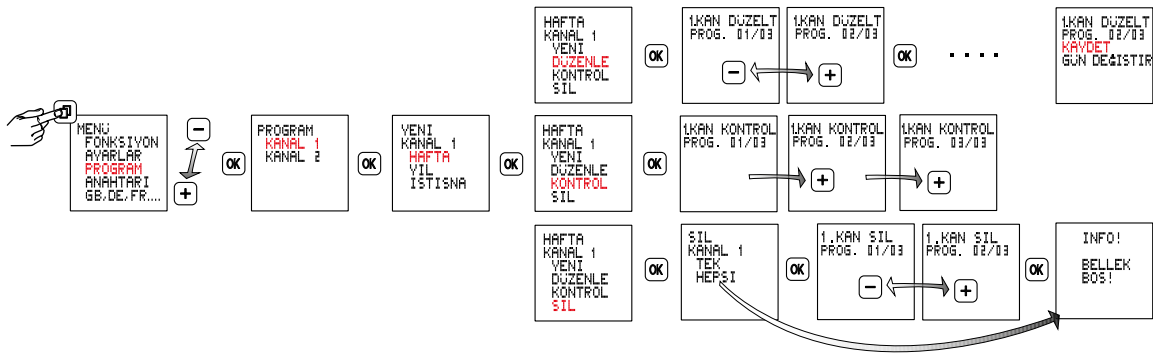 MENÜ
FONKSIYON
AYARLAR
PROGRAM
ANAHTARI
GB,DE,FR....
−
+
OK
PROGRAM
KANAL 1
KANAL 2
OK
YENI
KANAL 1
HAFTA
YIL
ISTISNA
OK
HAFTA
KANAL 1
YENI
DÜZENLE
KONTROL
SIL
OK
1.KAN DÜZELT
PROG. 01/03
−
1.KAN DÜZELT
PROG. 02/03
+
OK
....
1.KAN DÜZELT
PROG. 02/03
KAYDET
GÜN DEGISTIR
HAFTA
KANAL 1
YENI
DÜZENLE
KONTROL
SIL
OK
1.KAN KONTROL
PROG. 01/03
1.KAN KONTROL
PROG. 02/03
+
1.KAN KONTROL
PROG. 03/03
+
HAFTA
KANAL 1
YENI
DÜZENLE
KONTROL
SIL
OK
SIL
KANAL 1
TEK
HEPSI
OK
1.KAN SIL
PROG. 01/03
−
1.KAN SIL
PROG. 02/03
+
OK
INFO!
BELLEK
BOS!